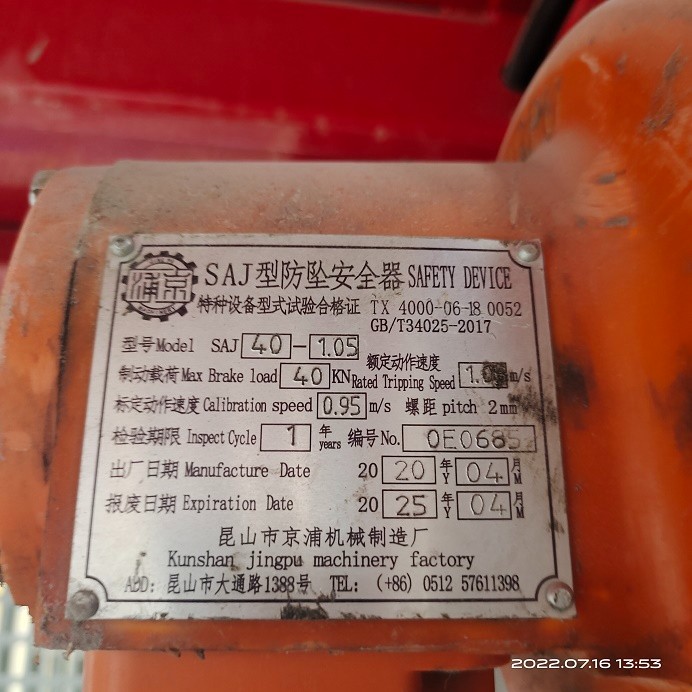 浦京
SAJ型防坠安全器 SAFETY DEVICE
特种设备型式试验合格证 TX 4000-06-18 0052
GB/T34025-2017
型号Model SAJ 40-1.05
额定动作速度
制动载荷 Max Brake load 40 KN Rated Tripping Speed m/s
标定动作速度 Calibration speed 0.95 m/s 螺距 pitch 2mm
检验期限 Inspect Cycle 1 年 years 编号No. 0E0685
出厂日期 Manufacture Date 20 20 年 Y 04 月 M
报废日期 Expiration Date 20 25 年 Y 04 月 M
昆山市京浦机械制造厂
Kunshan jingpu machinery factory
ADD: 昆山市大通路1388号 TEL: (+86) 0512 57611398
2022.07.16 13:53